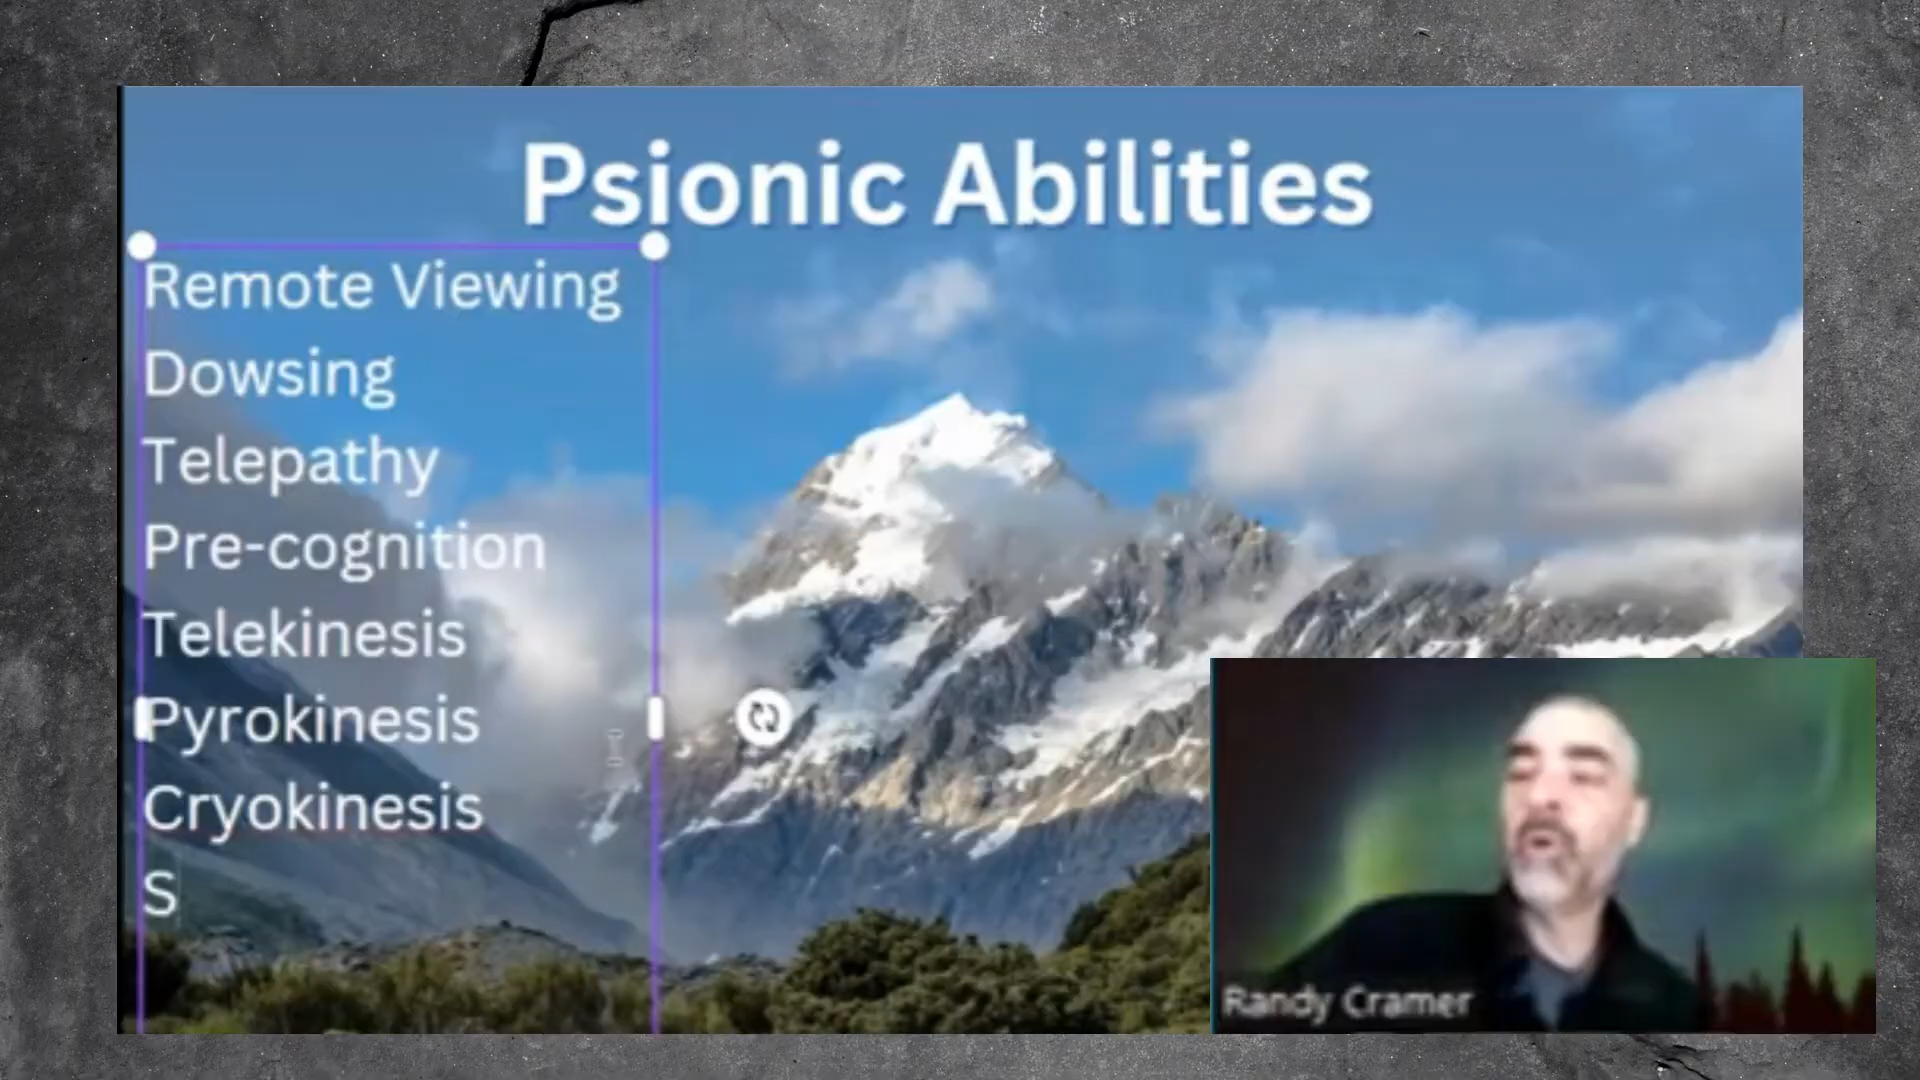 Psionic Abilities
Remote Viewing
Dowsing
Telepathy
Pre-cognition
Telekinesis
Pyrokinesis
Cryokinesis
S
Randy Cramer